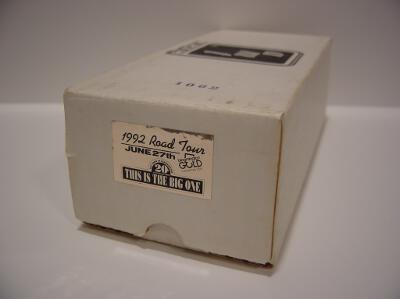 1062
1992 Road Tour
JUNE 27th
GOLD
20
THIS IS THE BIG ONE